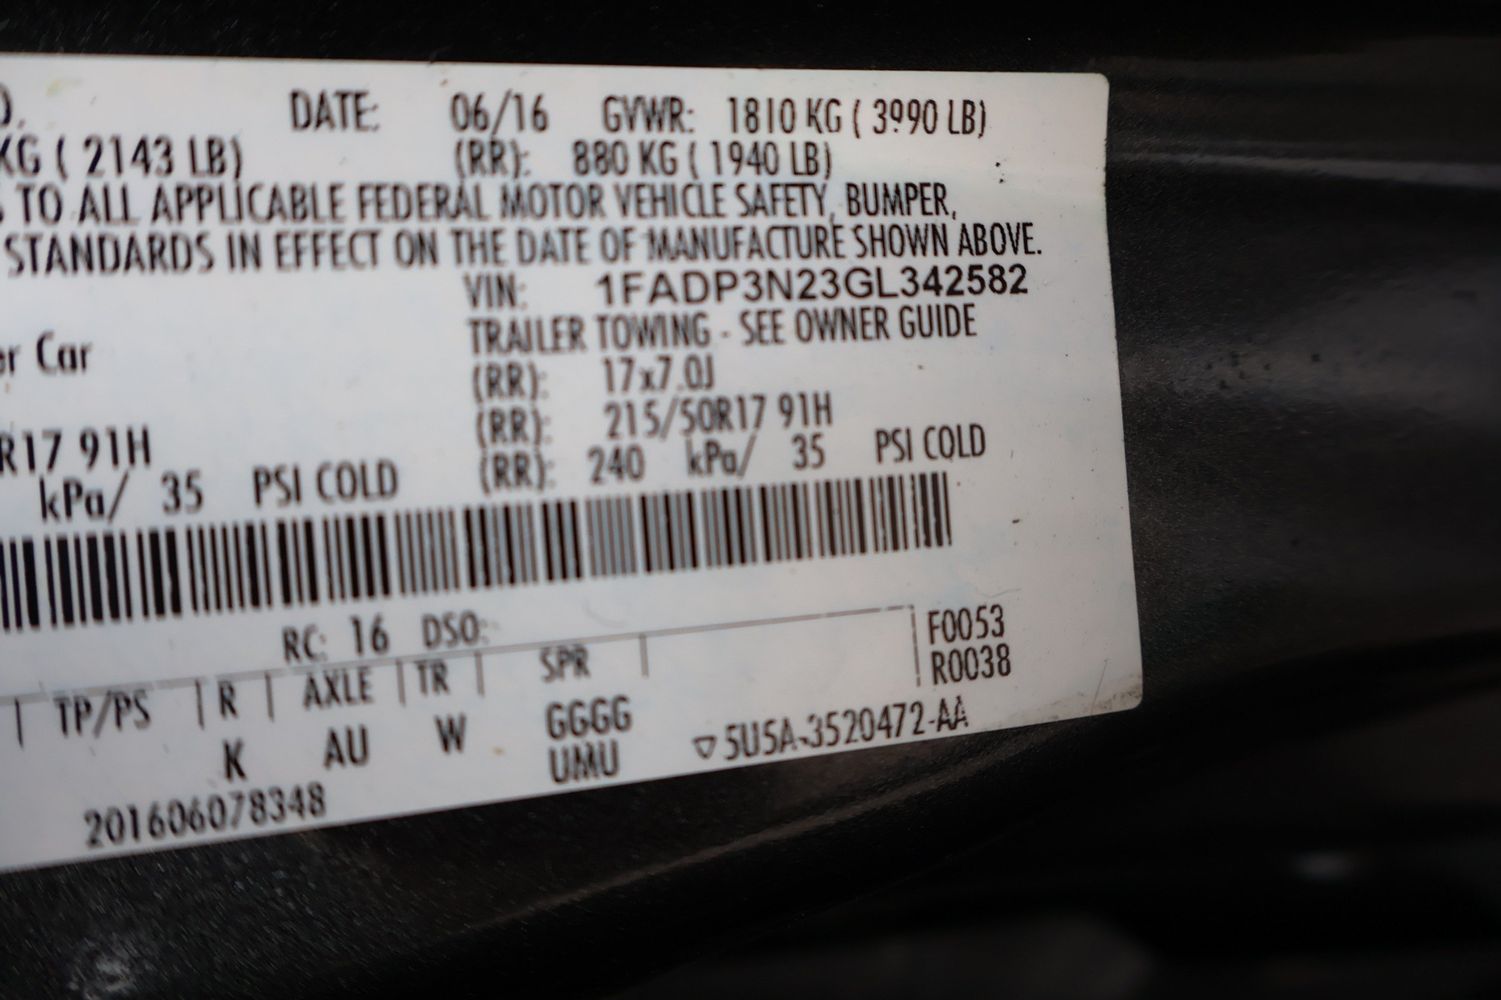 DATE: 06/16 GVWR: 1810 KG ( 3990 LB)
KG ( 2143 LB) (RR): 880 KG ( 1940 LB)
TO ALL APPLICABLE FEDERAL MOTOR VEHICLE SAFETY, BUMPER,
STANDARDS IN EFFECT ON THE DATE OF MANUFACTURE SHOWN ABOVE.
VIN: 1FADP3N23GL342582
TRAILER TOWING - SEE OWNER GUIDE
Car (RR): 17x7.0J
R17 91H (RR): 215/50R17 91H
kPa/ 35 PSI COLD (RR): 240 kPa/ 35 PSI COLD
RC: 16 DSO:
F0053
R0038
TP/PS R AXLE TR SPR
K AU W GGGG
UMU
5U5A-3520472-AA
201606078348